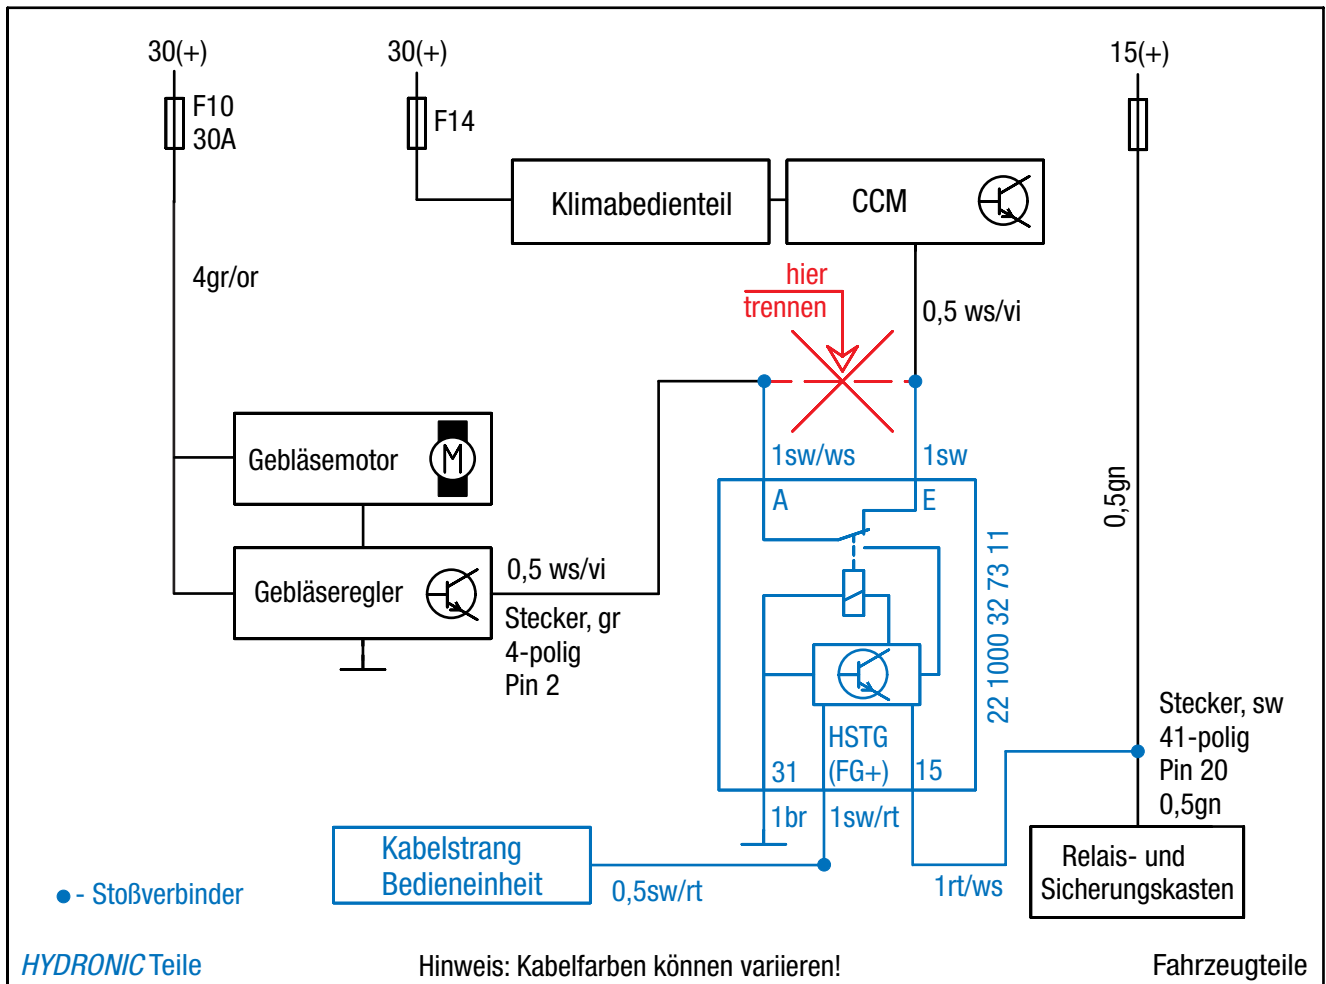 30(+)
30(+)
15(+)
F10
30A
F14
Klimabedienteil
CCM
4gr/or
hier
trennen
0,5 ws/vi
1sw/ws
1sw
Gebläsemotor
M
A
E
0,5gn
Gebläseregler
0,5 ws/vi
Stecker, gr
4-polig
Pin 2
22 1000 32 73 11
HSTG
(FG+)
31
15
Stecker, sw
41-polig
Pin 20
0,5gn
1br
1sw/rt
Kabelstrang
Bedieneinheit
0,5sw/rt
1rt/ws
Relais- und
Sicherungskasten
- Stoßverbinder
HYDRONIC Teile
Hinweis: Kabelfarben können variieren!
Fahrzeugteile